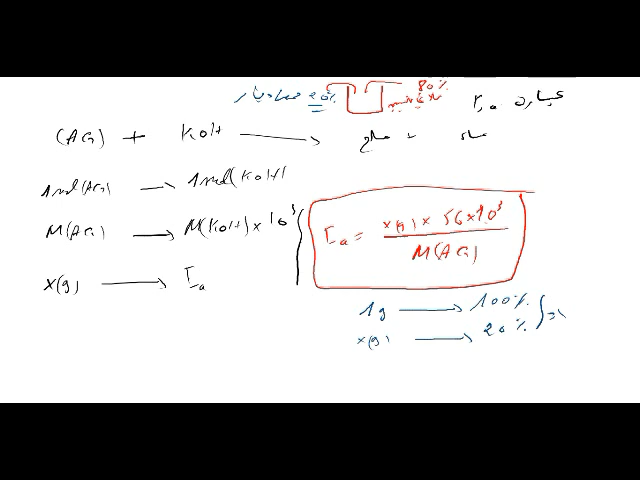 80%
20%
عبارة Iₐ
(AG) + KOH ⟶ ملح + ماء
1mol(AG) ⟶ 1mol(KOH)
M(AG) ⟶ M(KOH)×10³
x(g) ⟶ Iₐ
Iₐ = x(g) × 56×10³ / M(AG)
1g ⟶ 100%
x(g) ⟶ 20%